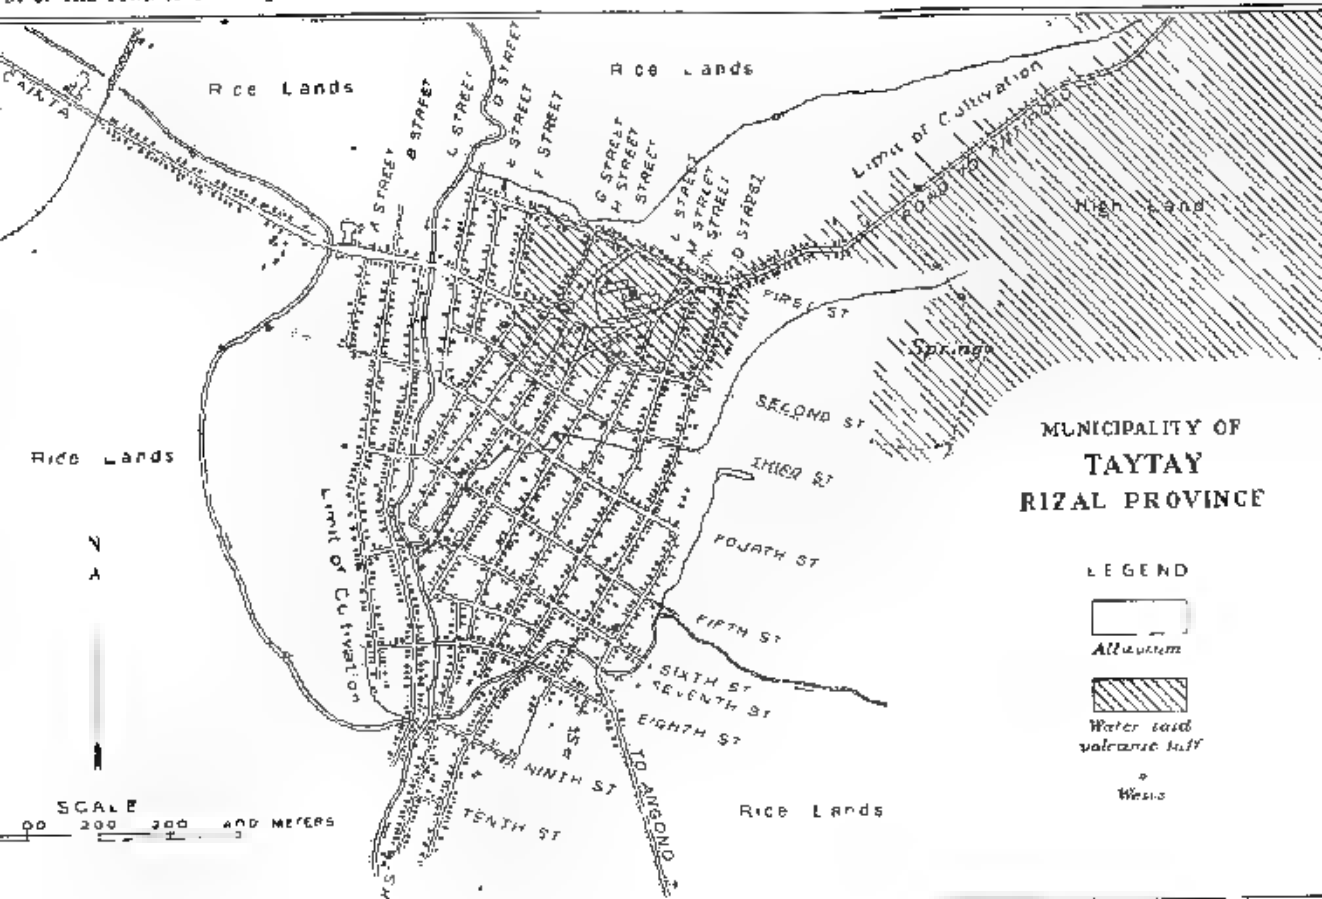 Rice Lands
Rice Lands
CAINTA
A STREET
B STREET
D STREET
E STREET
F STREET
G STREET
H STREET
STREET
L STREET
M STREET
N STREET
Limit of Cultivation
ROAD TO ANTIPOLO
High Land
FIRST ST
Springs
SECOND ST
MUNICIPALITY OF
TAYTAY
RIZAL PROVINCE
Rice Lands
THIRD ST
Limit of Cultivation
N
FOURTH ST
LEGEND
FIFTH ST
Alluvium
SIXTH ST
SEVENTH ST
EIGHTH ST
Water laid
volcanic tuff
NINTH ST
TO ANGONO
Wells
SCALE
200 300 400 METERS
TENTH ST
Rice Lands